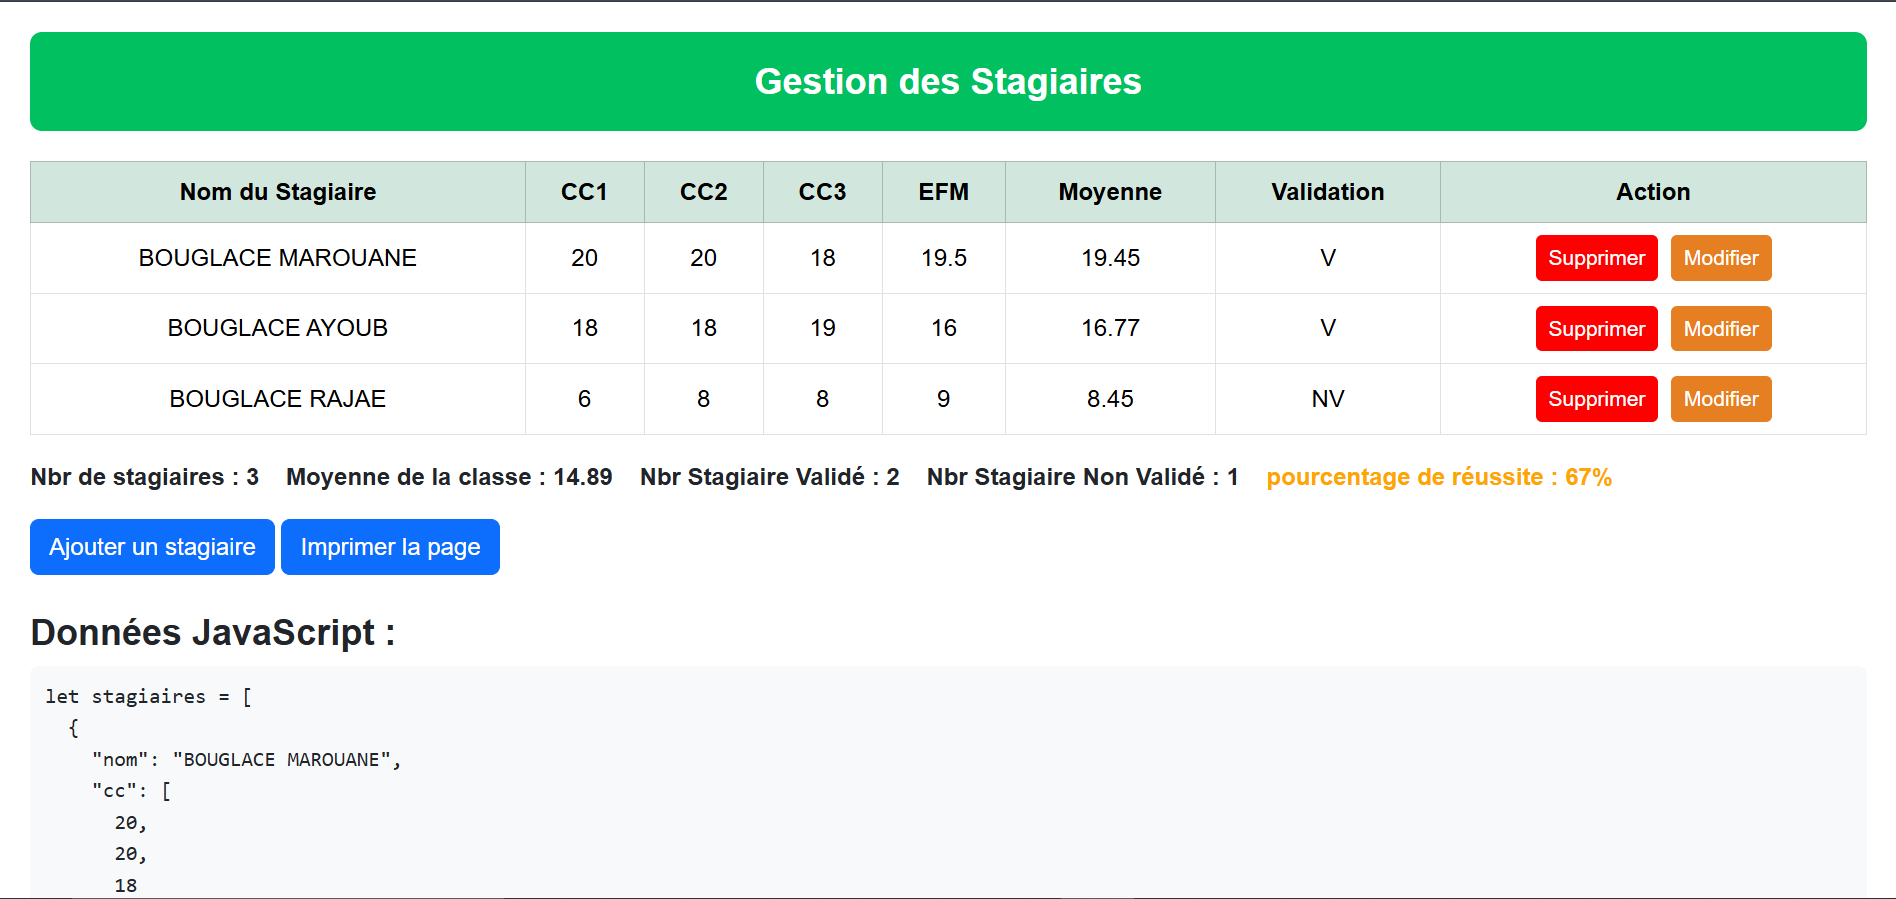 Gestion des Stagiaires
Nom du Stagiaire CC1 CC2 CC3 EFM Moyenne Validation Action
BOUGLACE MAROUANE 20 20 18 19.5 19.45 V Supprimer Modifier
BOUGLACE AYOUB 18 18 19 16 16.77 V Supprimer Modifier
BOUGLACE RAJAE 6 8 8 9 8.45 NV Supprimer Modifier
Nbr de stagiaires : 3 Moyenne de la classe : 14.89 Nbr Stagiaire Validé : 2 Nbr Stagiaire Non Validé : 1 pourcentage de réussite : 67%
Ajouter un stagiaire Imprimer la page
Données JavaScript :
let stagiaires = [
{
"nom": "BOUGLACE MAROUANE",
"cc": [
20,
20,
18